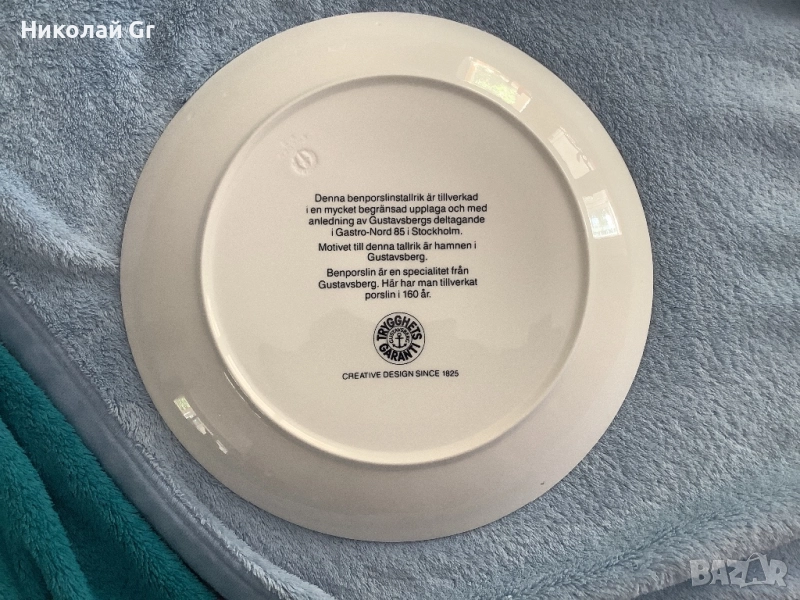 Николай Gr
Denna benporslinstallrik är tillverkad
i en mycket begränsad upplaga och med
anledning av Gustavsbergs deltagande
i Gastro-Nord 85 i Stockholm.
Motivet till denna tallrik är hamnen i
Gustavsberg.
Benporslin är en specialitet från
Gustavsberg. Här har man tillverkat
porslin i 160 år.
TRYGGHETS
GUSTAVSBERG
GARANTI
CREATIVE DESIGN SINCE 1825
BAZAR